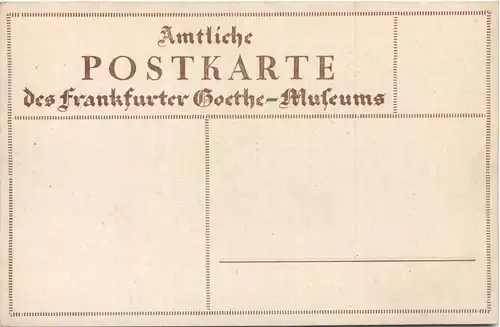 Amtliche
POSTKARTE
des Frankfurter Goethe-Museums